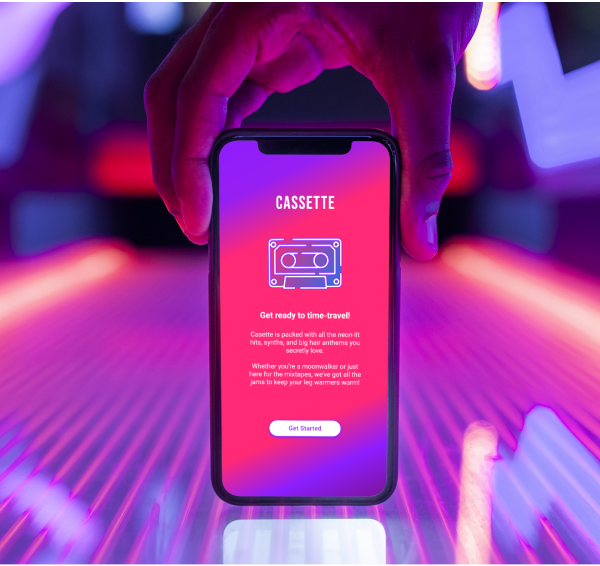 CASSETTE
Get ready to time-travel!
Casette is packed with all the neon-lit
hits, synths, and big hair anthems you
secretly love.
Whether you're a moonwalker or just
here for the mixtapes, we've got all the
jams to keep your leg warmers warm!
Get Started